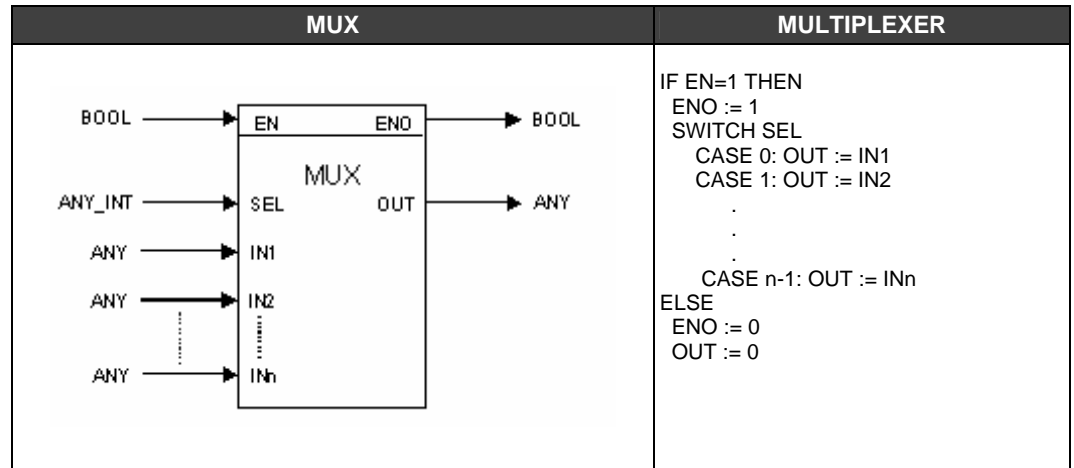 MUX
MULTIPLEXER
BOOL EN ENO BOOL
MUX
ANY_INT SEL OUT ANY
ANY IN1
ANY IN2
ANY INn
IF EN=1 THEN
ENO := 1
SWITCH SEL
CASE 0: OUT := IN1
CASE 1: OUT := IN2
.
.
.
CASE n-1: OUT := INn
ELSE
ENO := 0
OUT := 0